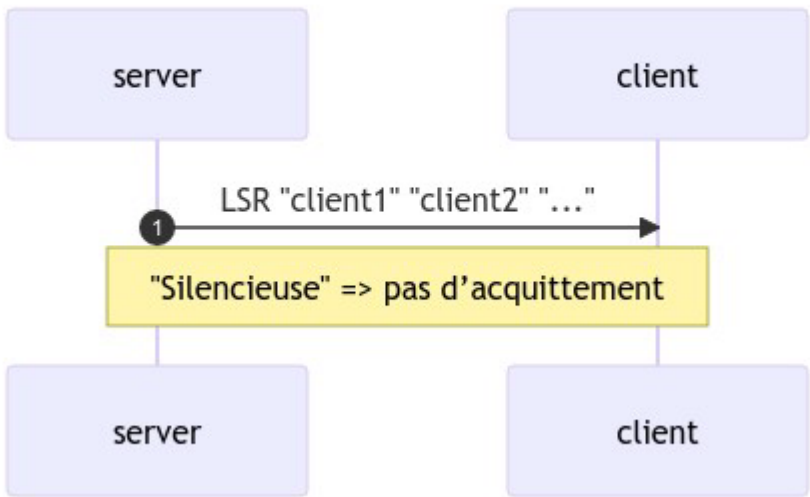 server client
LSR "client1" "client2" "..."
1
"Silencieuse" => pas d’acquittement
server client